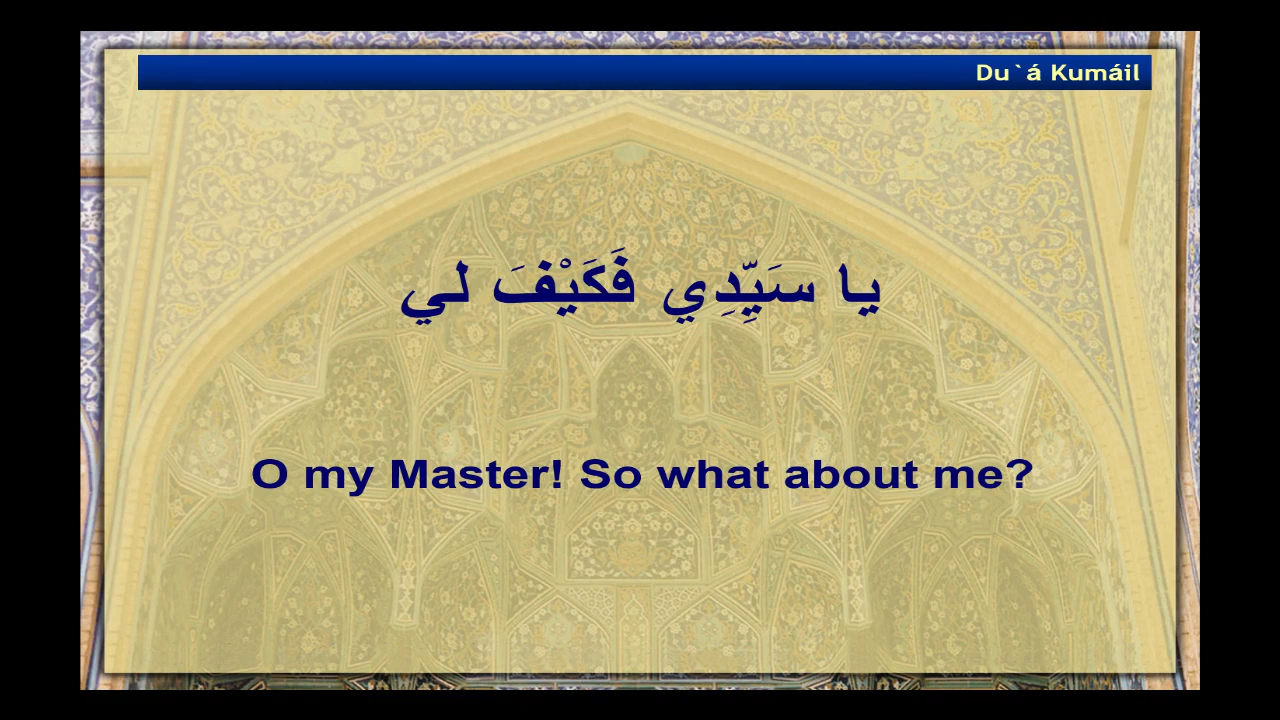 Du`á Kumáil
يا سَيِّدِي فَكَيْفَ لي
O my Master! So what about me?